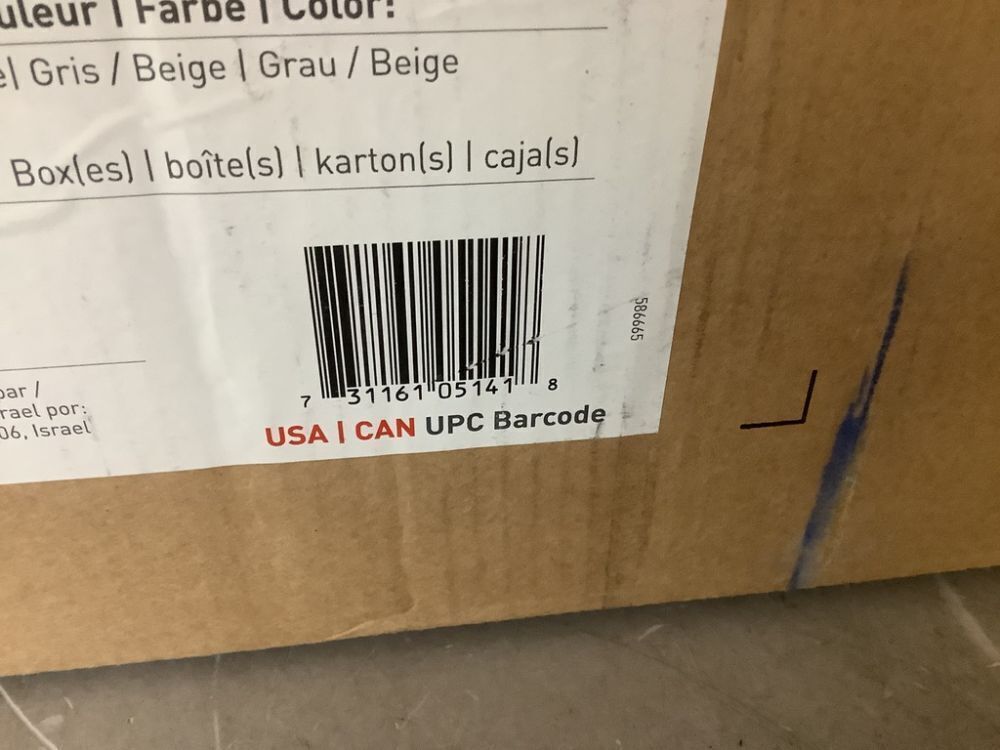 uleur | Farbe | Color:
e| Gris / Beige | Grau / Beige
Box(es) | boîte(s) | karton(s) | caja(s)
7 31161 05141 8
USA | CAN UPC Barcode
586665
bar /
rael por:
06, Israel